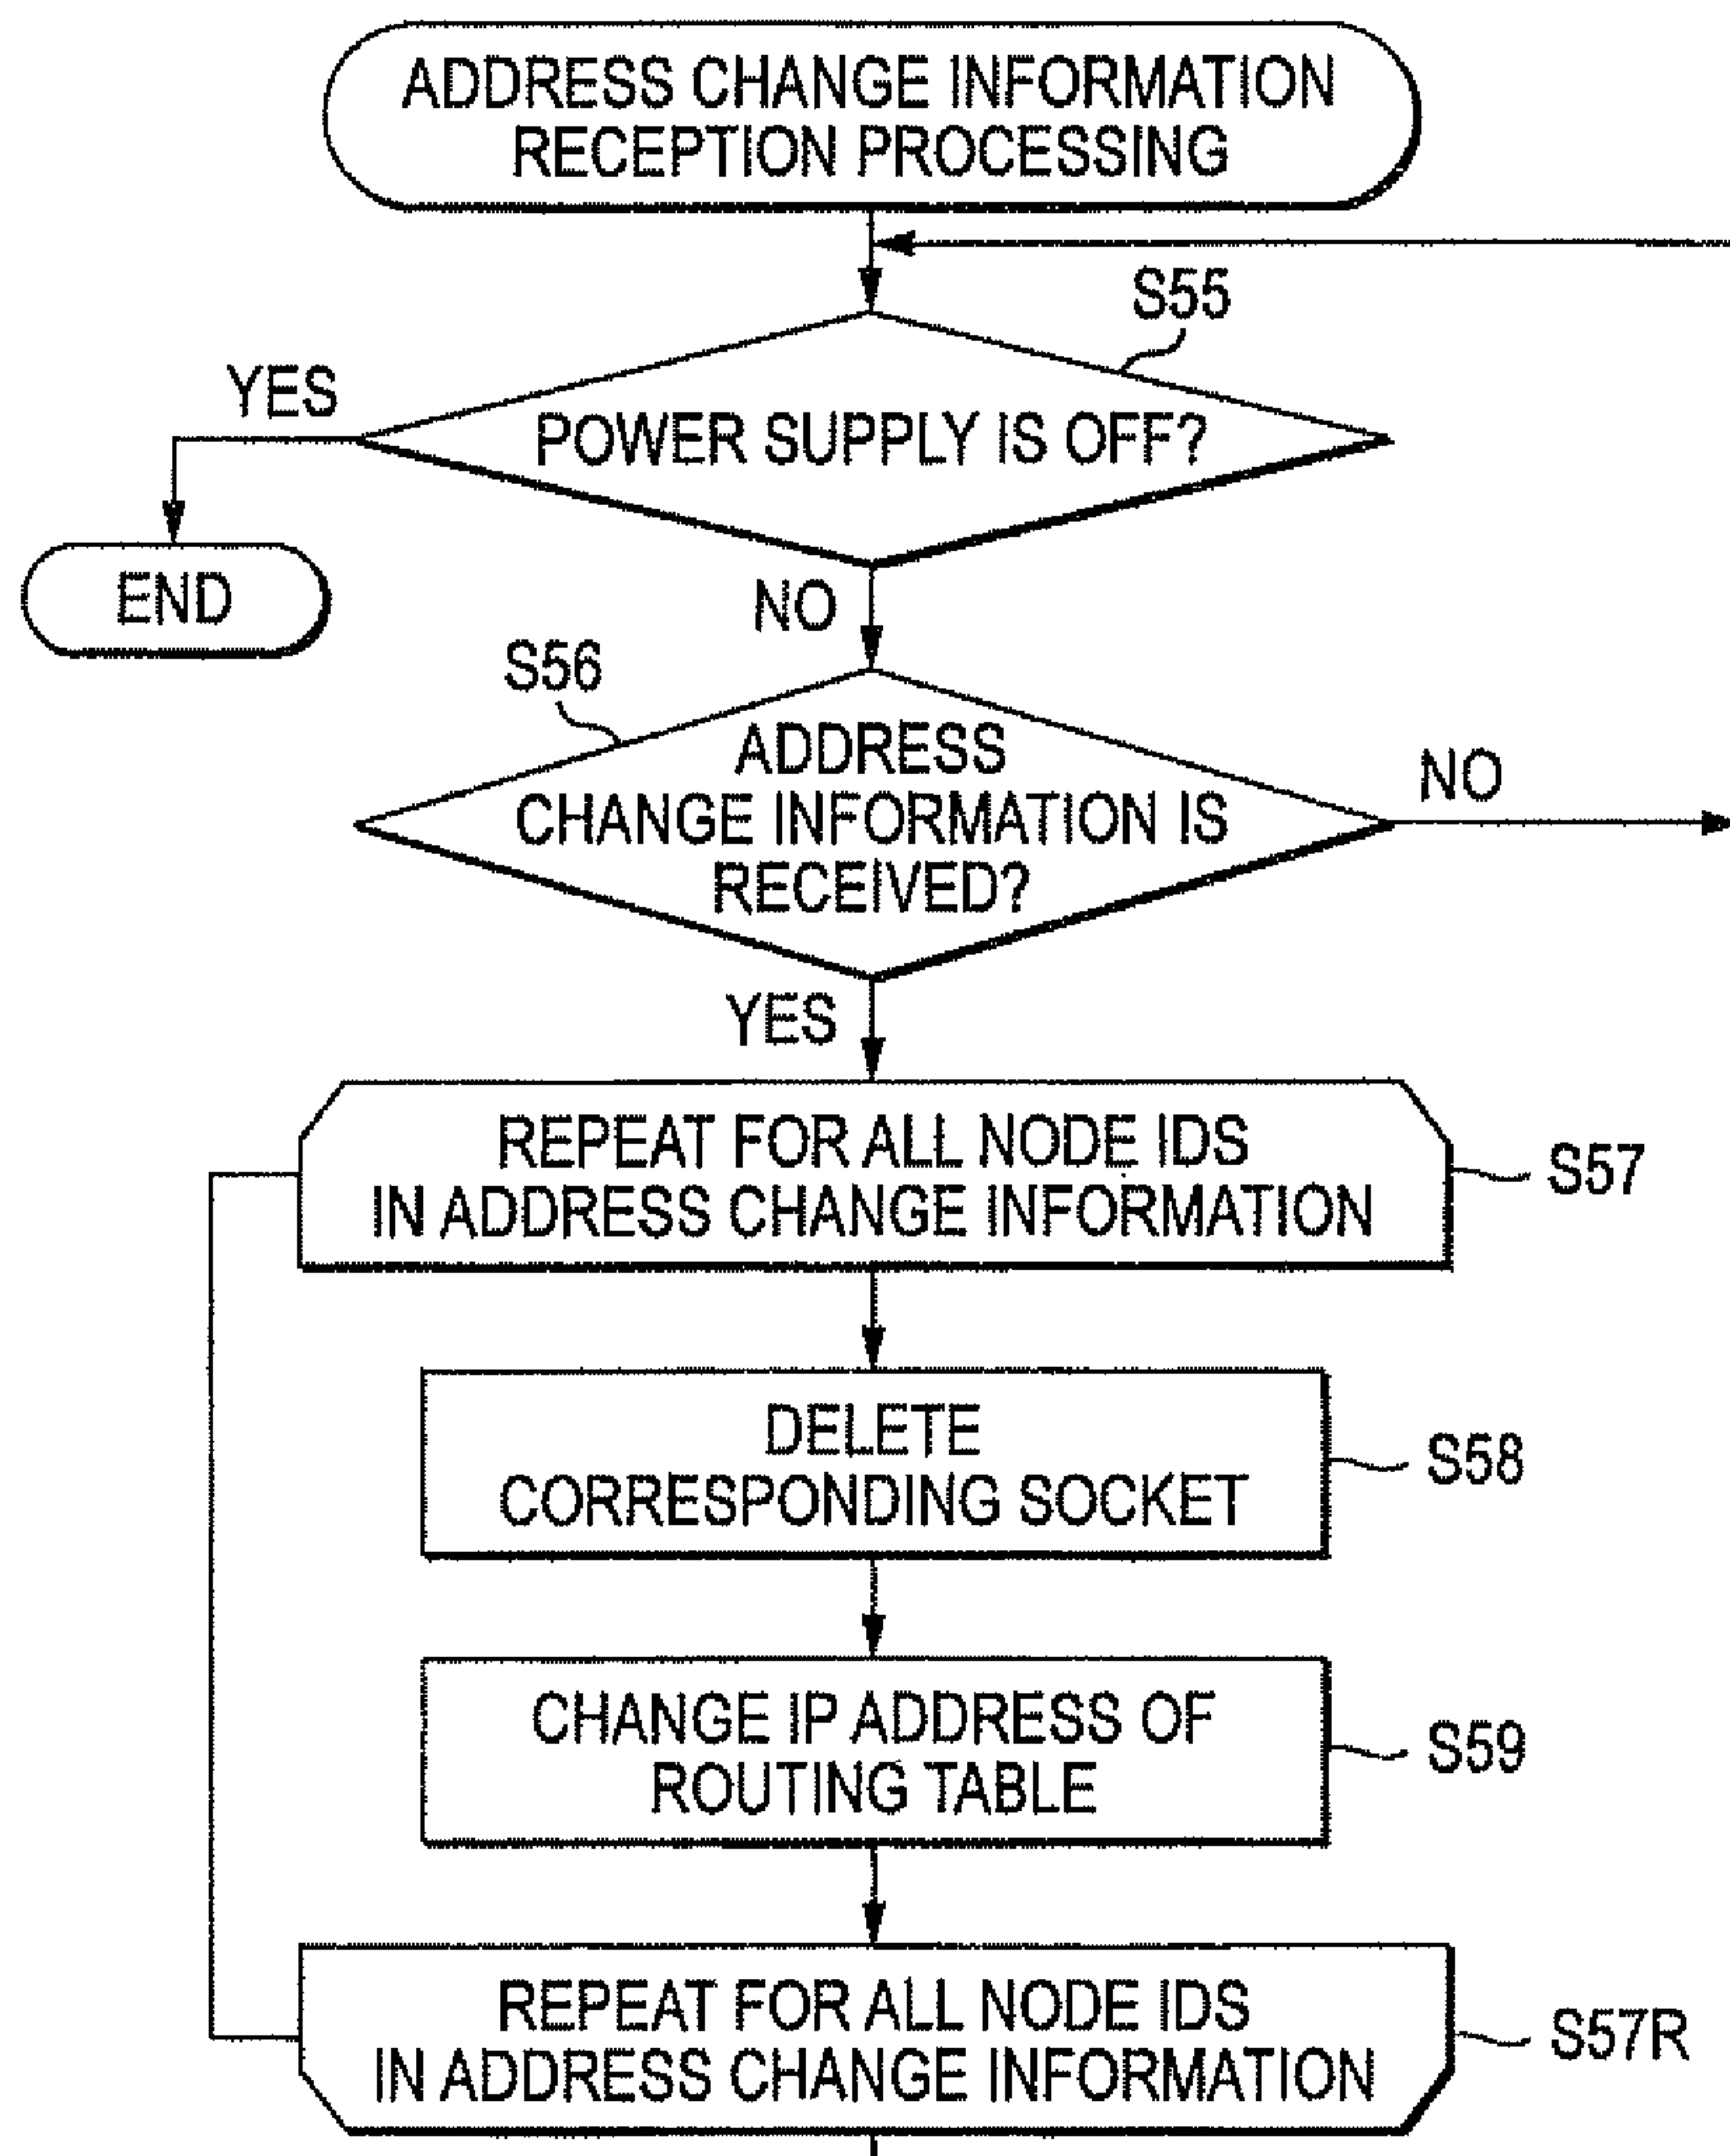 ADDRESS CHANGE INFORMATION
RECEPTION PROCESSING
S55
YES
POWER SUPPLY IS OFF?
END
NO
S56
ADDRESS
CHANGE INFORMATION IS
RECEIVED?
NO
YES
REPEAT FOR ALL NODE IDS
IN ADDRESS CHANGE INFORMATION
S57
DELETE
CORRESPONDING SOCKET
S58
CHANGE IP ADDRESS OF
ROUTING TABLE
S59
REPEAT FOR ALL NODE IDS
IN ADDRESS CHANGE INFORMATION
S57R